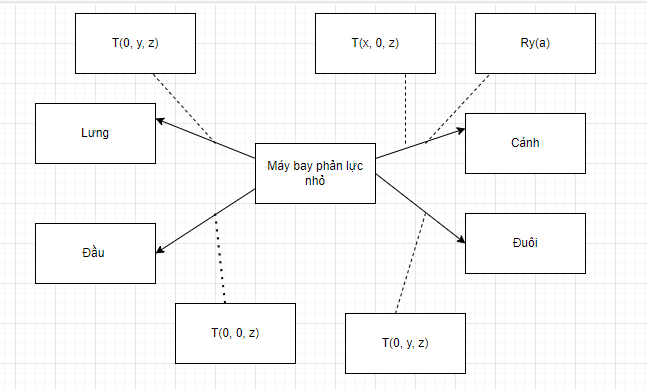 T(0, y, z)
T(x, 0, z)
Ry(a)
Lưng
Máy bay phản lực
nhỏ
Cánh
Đầu
Đuôi
T(0, 0, z)
T(0, y, z)